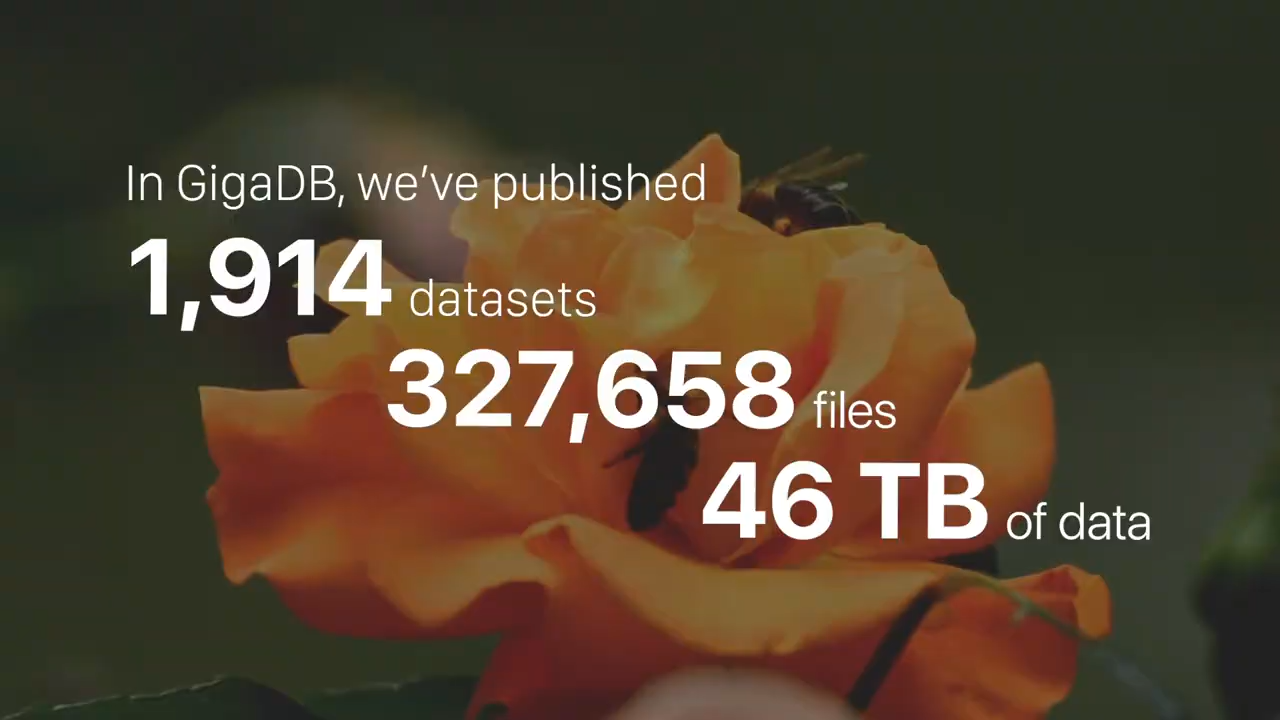 In GigaDB, we’ve published
1,914 datasets
327,658 files
46 TB of data